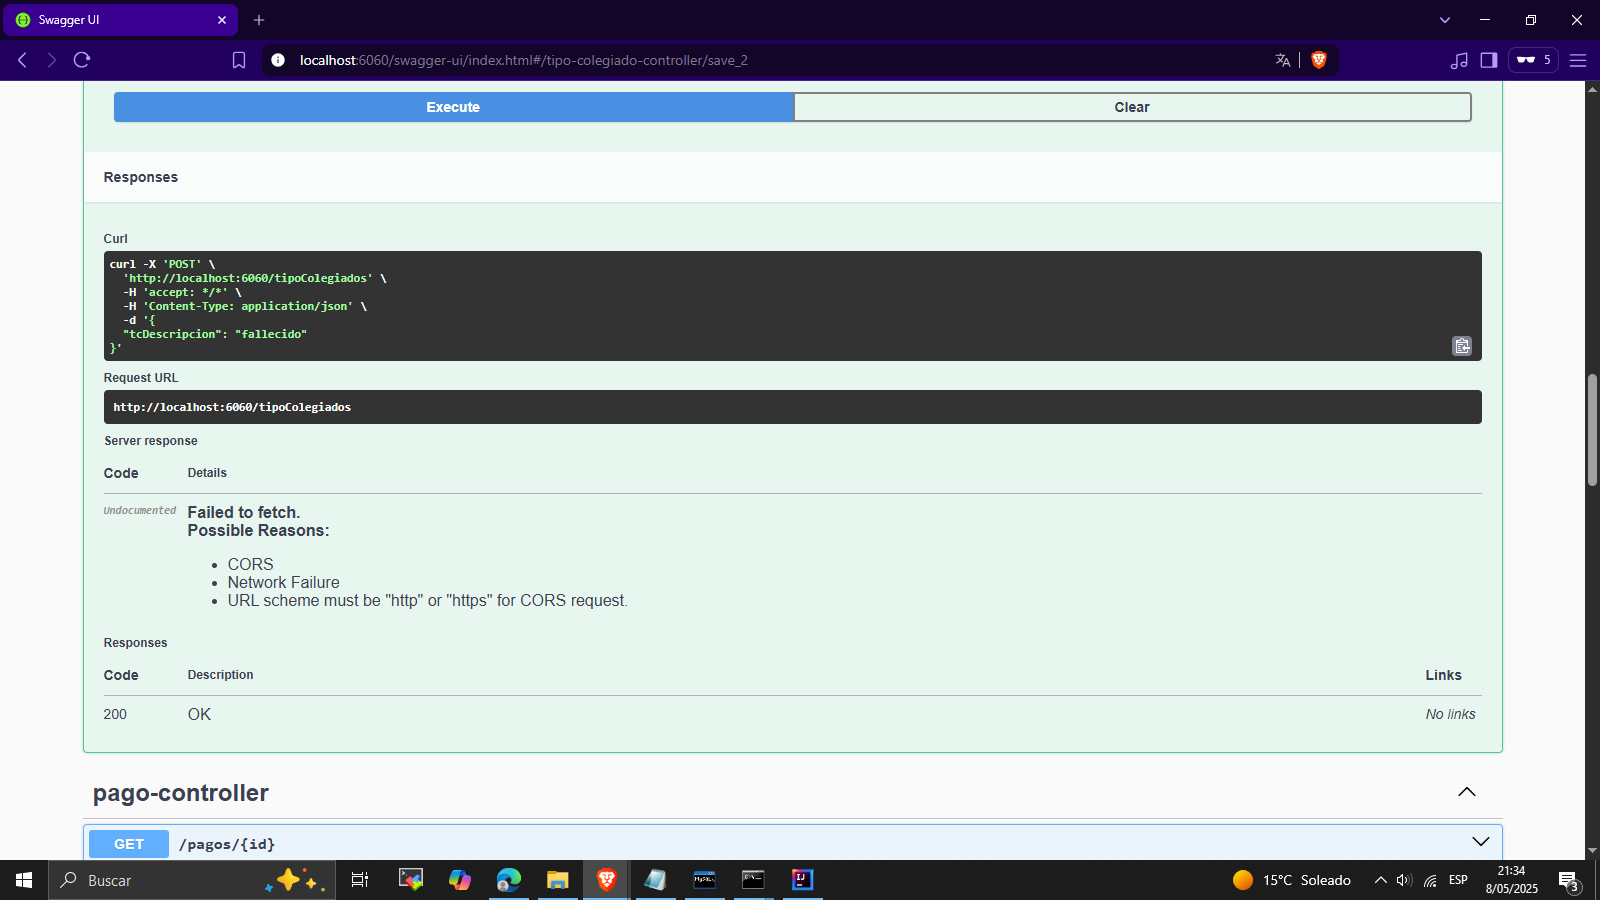 Swagger UI
localhost:6060/swagger-ui/index.html#/tipo-colegiado-controller/save_2
5
Execute
Clear
Responses
Curl
curl -X 'POST' \
'http://localhost:6060/tipoColegiados' \
-H 'accept: */*' \
-H 'Content-Type: application/json' \
-d '{
"tcDescripcion": "fallecido"
}'
Request URL
http://localhost:6060/tipoColegiados
Server response
Code Details
Undocumented
Failed to fetch.
Possible Reasons:
• CORS
• Network Failure
• URL scheme must be "http" or "https" for CORS request.
Responses
Code Description Links
200 OK No links
pago-controller
GET /pagos/{id}
Buscar
15°C Soleado
ESP
21:34
8/05/2025
3